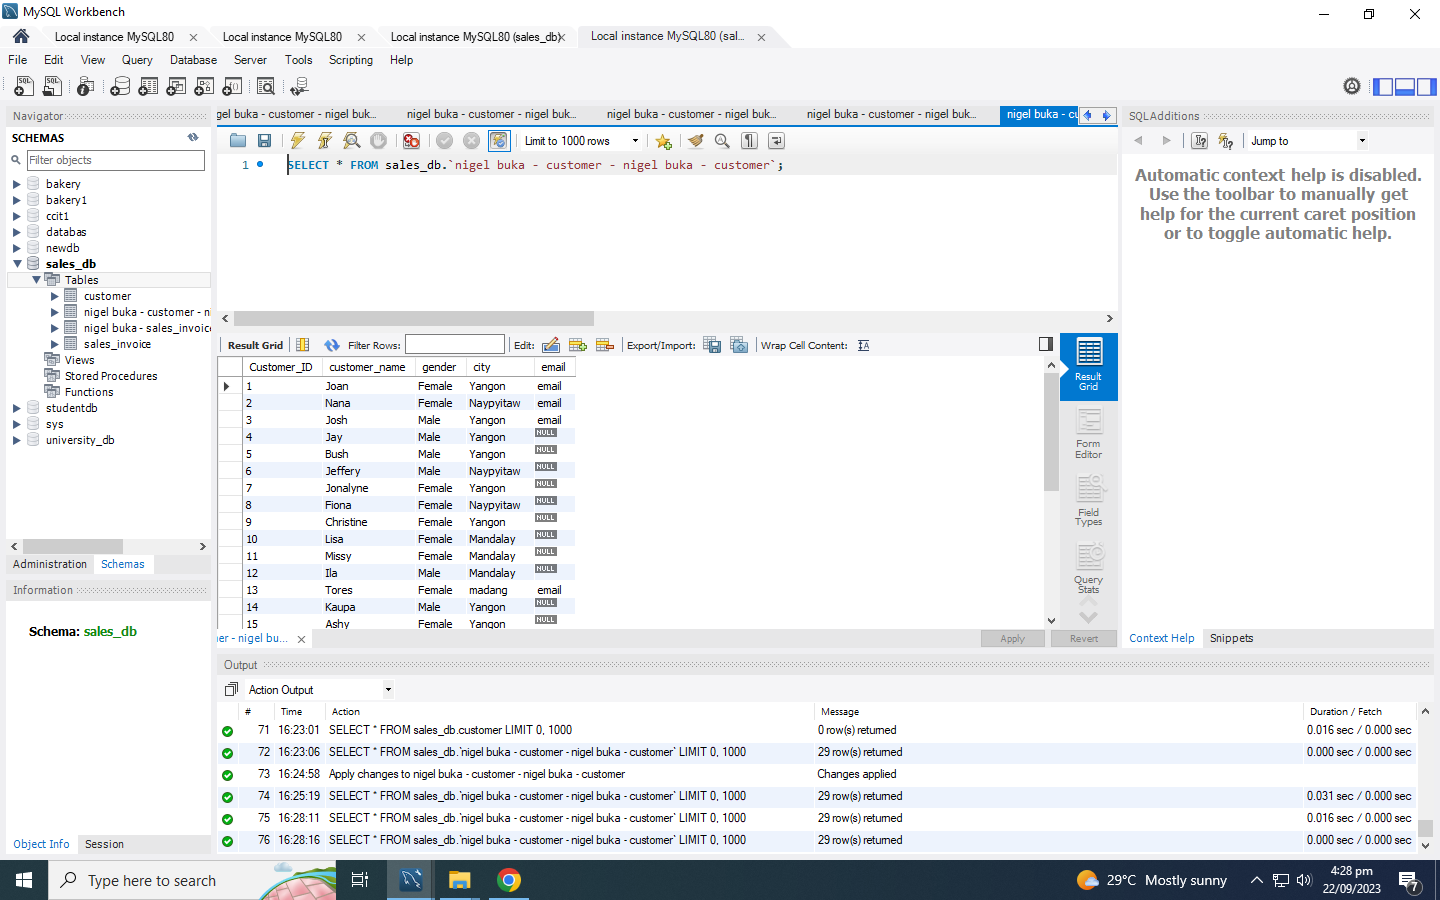 MySQL Workbench
Local instance MySQL80 Local instance MySQL80 Local instance MySQL80 (sales_db) Local instance MySQL80 (sal...
File Edit View Query Database Server Tools Scripting Help
Navigator
SCHEMAS
Filter objects
bakery
bakery1
ccit1
databas
newdb
sales_db
Tables
customer
nigel buka - customer - ni
nigel buka - sales_invoice
sales_invoice
Views
Stored Procedures
Functions
studentdb
sys
university_db
Administration Schemas
Information
Schema: sales_db
Object Info Session
gel buka - customer - nigel buk... nigel buka - customer - nigel buk... nigel buka - customer - nigel buk... nigel buka - customer - nigel buk... nigel buka - cu
Limit to 1000 rows
1 SELECT * FROM sales_db.`nigel buka - customer - nigel buka - customer`;
Result Grid Filter Rows: Edit: Export/Import: Wrap Cell Content:
Customer_ID customer_name gender city email
1 Joan Female Yangon email
2 Nana Female Naypyitaw email
3 Josh Male Yangon email
4 Jay Male Yangon NULL
5 Bush Male Yangon NULL
6 Jeffery Male Naypyitaw NULL
7 Jonalyne Female Yangon NULL
8 Fiona Female Naypyitaw NULL
9 Christine Female Yangon NULL
10 Lisa Female Mandalay NULL
11 Missy Female Mandalay NULL
12 Ila Male Mandalay NULL
13 Tores Female madang email
14 Kaupa Male Yangon NULL
15 Ashy Female Yangon NULL
Result Grid
Form Editor
Field Types
Query Stats
er - nigel bu... Apply Revert
SQLAdditions
Jump to
Automatic context help is disabled.
Use the toolbar to manually get
help for the current caret position
or to toggle automatic help.
Context Help Snippets
Output
Action Output
# Time Action Message Duration / Fetch
71 16:23:01 SELECT * FROM sales_db.customer LIMIT 0, 1000 0 row(s) returned 0.016 sec / 0.000 sec
72 16:23:06 SELECT * FROM sales_db.`nigel buka - customer - nigel buka - customer` LIMIT 0, 1000 29 row(s) returned 0.000 sec / 0.000 sec
73 16:24:58 Apply changes to nigel buka - customer - nigel buka - customer Changes applied
74 16:25:19 SELECT * FROM sales_db.`nigel buka - customer - nigel buka - customer` LIMIT 0, 1000 29 row(s) returned 0.031 sec / 0.000 sec
75 16:28:11 SELECT * FROM sales_db.`nigel buka - customer - nigel buka - customer` LIMIT 0, 1000 29 row(s) returned 0.016 sec / 0.000 sec
76 16:28:16 SELECT * FROM sales_db.`nigel buka - customer - nigel buka - customer` LIMIT 0, 1000 29 row(s) returned 0.000 sec / 0.000 sec
Type here to search
29°C Mostly sunny
4:28 pm
22/09/2023
7